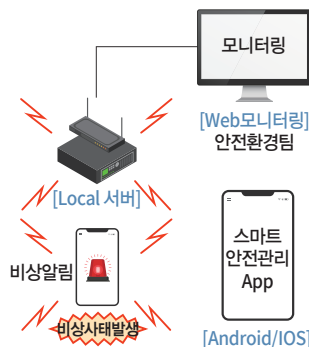 모니터링
[Web모니터링]
안전환경팀
[Local 서버]
비상알림
비상사태발생
스마트
안전관리
App
[Android/IOS]